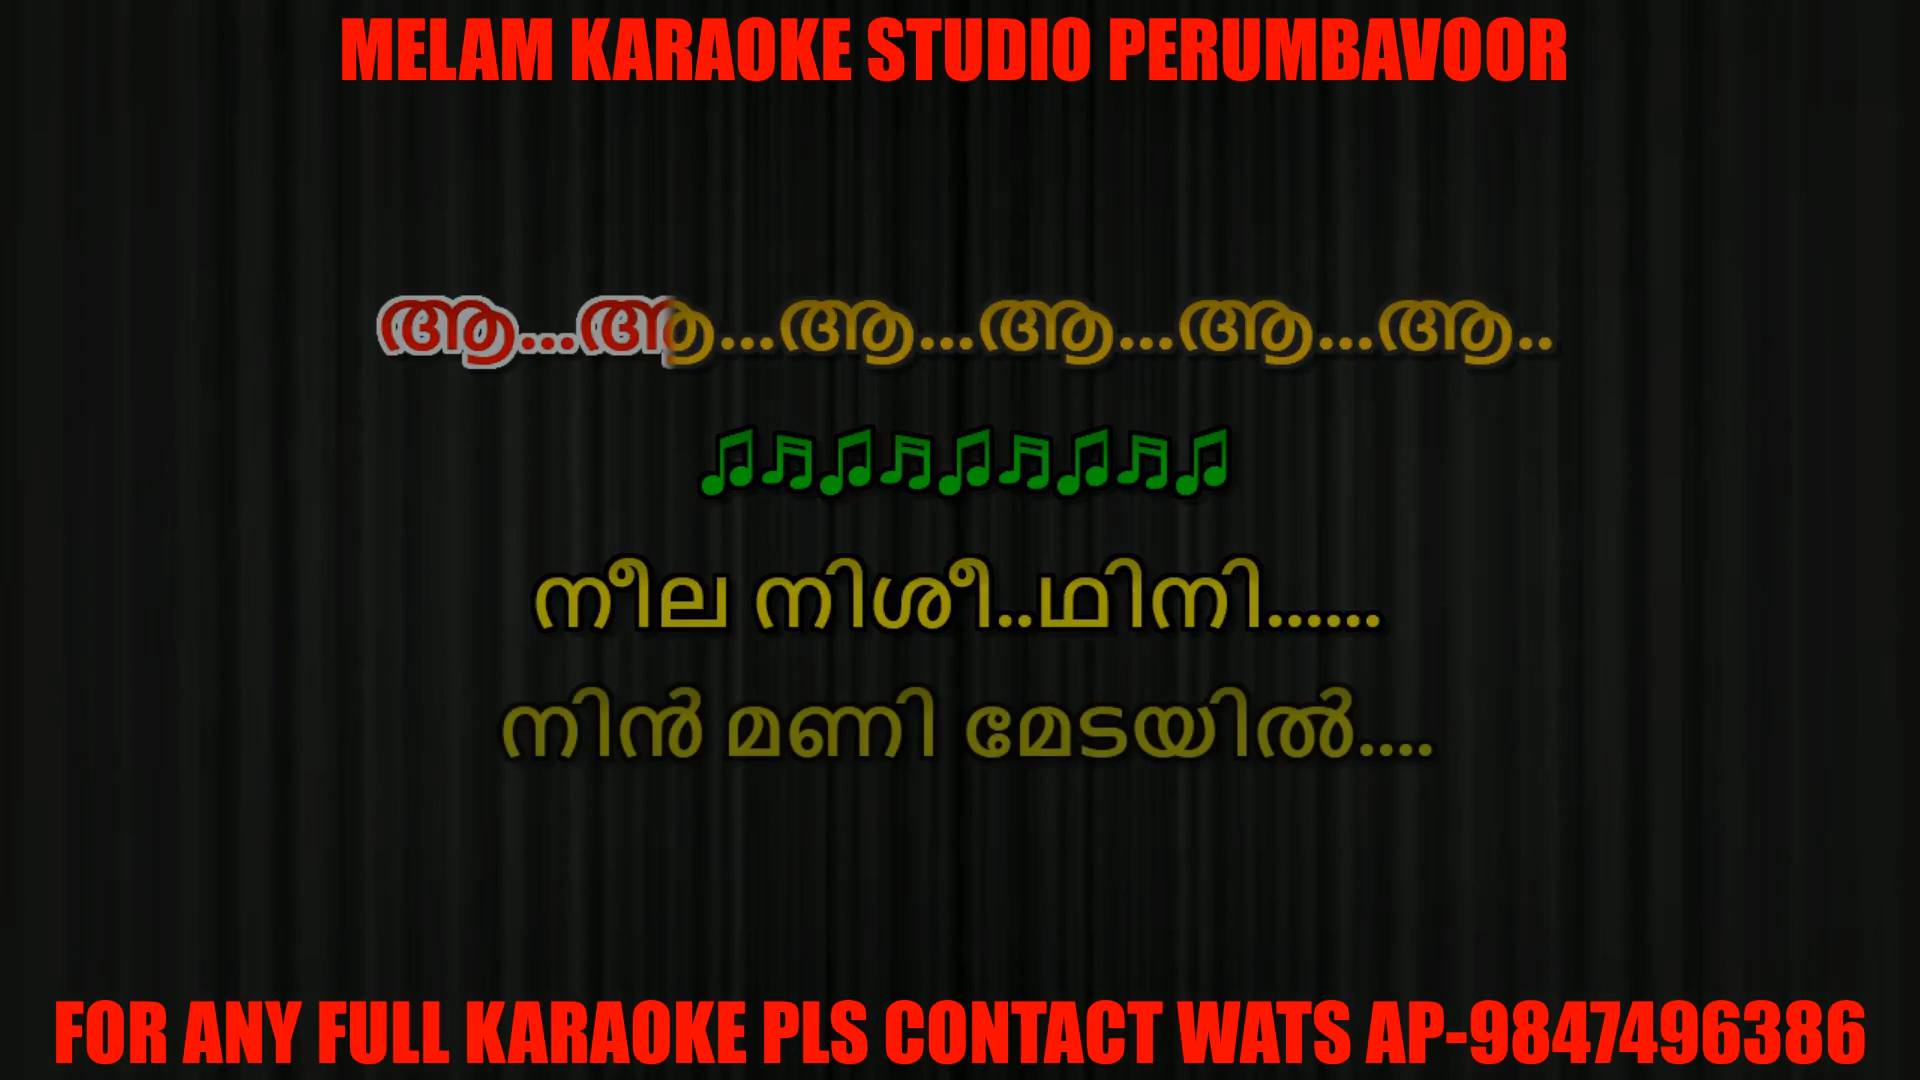 MELAM KARAOKE STUDIO PERUMBAVOOR
ആ...ആ...ആ...ആ...ആ...ആ..
♫♬♫♬♫♬♫♬♫
നീല നിശീ..ഥിനി......
നിൻ മണി മേടയിൽ....
FOR ANY FULL KARAOKE PLS CONTACT WATS AP-9847496386